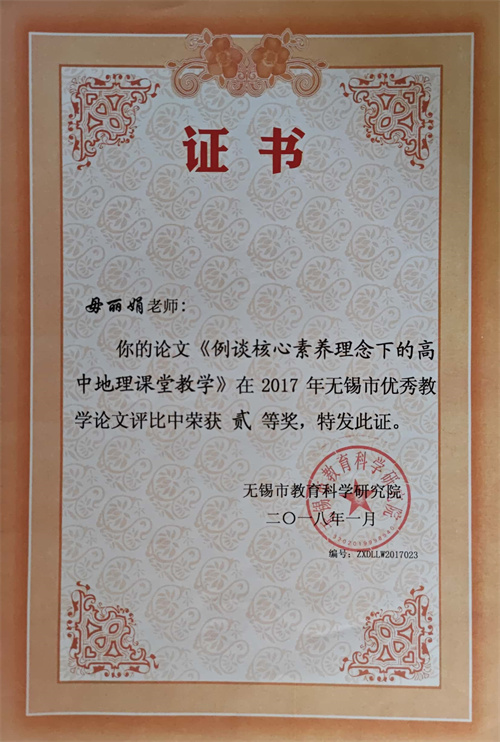 证书
毋丽娟老师:
你的论文《例谈核心素养理念下的高
中地理课堂教学》在 2017 年无锡市优秀教
学论文评比中荣获 贰 等奖，特发此证。
无锡市教育科学研究院
二〇一八年一月
编号: ZXDLLW2017023